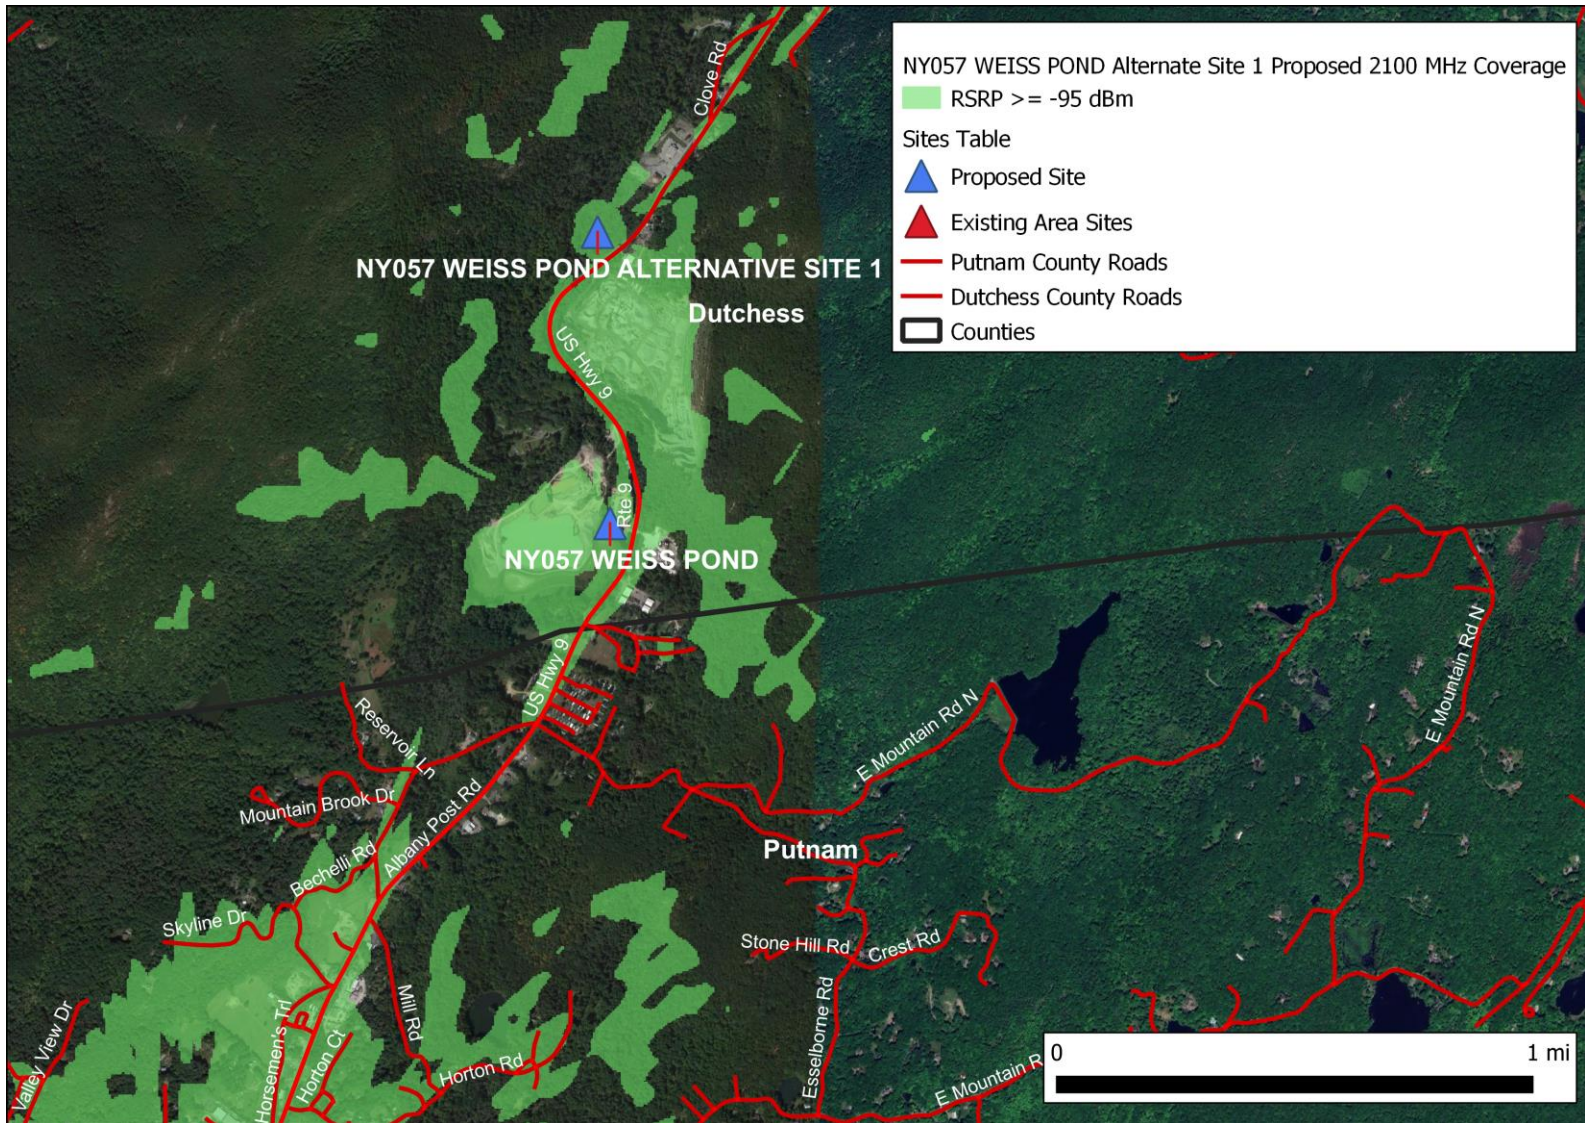 NY057 WEISS POND Alternate Site 1 Proposed 2100 MHz Coverage
RSRP >= -95 dBm
Sites Table
Proposed Site
Existing Area Sites
Putnam County Roads
Dutchess County Roads
Counties
Clove Rd
NY057 WEISS POND ALTERNATIVE SITE 1
Dutchess
US Hwy 9
Rte 9
NY057 WEISS POND
US Hwy 9
Reservoir Ln
E Mountain Rd N
E Mountain Rd N
Mountain Brook Dr
Albany Post Rd
Putnam
Bechelli Rd
Skyline Dr
Stone Hill Rd
Crest Rd
Valley View Dr
Horsemen's Trl
Horton Ct
Mill Rd
Horton Rd
Esselborne Rd
E Mountain R
0 1 mi